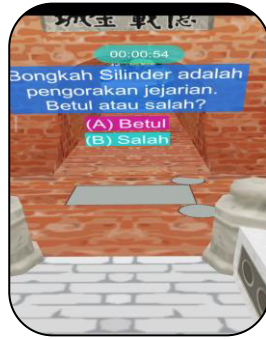 00:00:54
Bongkah Silinder adalah
pengorakan jejarian.
Betul atau salah?
(A) Betul
(B) Salah